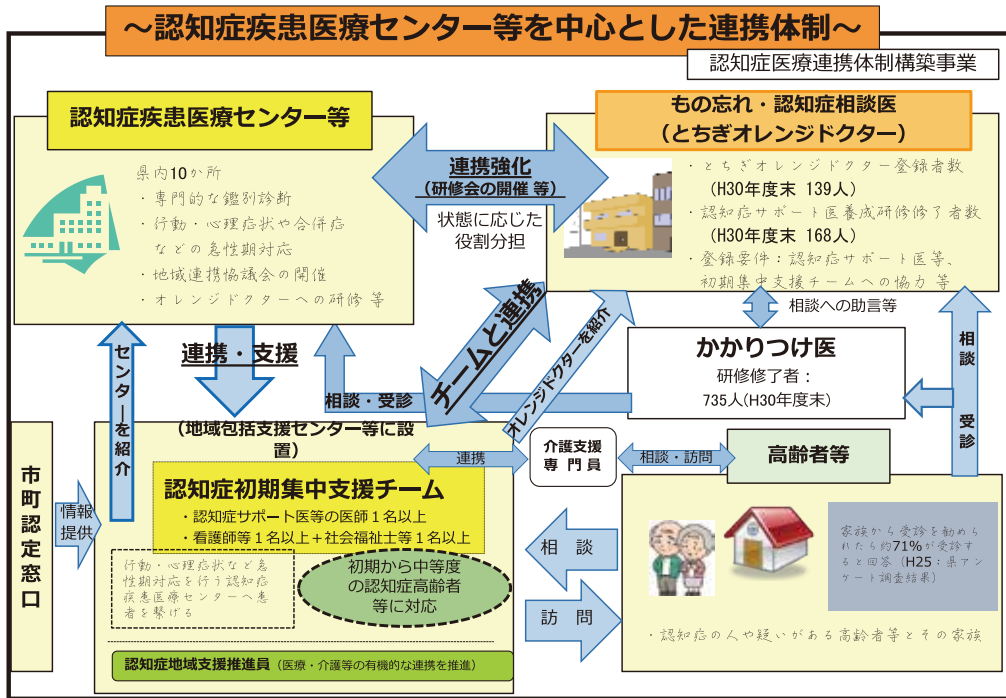 ～認知症疾患医療センター等を中心とした連携体制～
認知症医療連携体制構築事業
認知症疾患医療センター等
県内10か所
・専門的な鑑別診断
・行動・心理症状や合併症
などの急性期対応
・地域連携協議会の開催
・オレンジドクターへの研修 等
連携強化
（研修会の開催 等）
状態に応じた
役割分担
もの忘れ・認知症相談医
（とちぎオレンジドクター）
・とちぎオレンジドクター登録者数
（H30年度末 139人）
・認知症サポート医養成研修修了者数
（H30年度末 168人）
・登録要件：認知症サポート医等、
初期集中支援チームへの協力 等
相談への助言等
かかりつけ医
研修修了者：
735人(H30年度末)
相談 受診
センターを紹介
連携・支援
相談・受診
チームと連携
オレンジドクターを紹介
市町認定窓口
情報
提供
（地域包括支援センター等に設
置）
認知症初期集中支援チーム
・認知症サポート医等の医師１名以上
・看護師等１名以上＋社会福祉士等１名以上
行動・心理症状など急
性期対応を行う認知症
疾患医療センターへ患
者を繋げる
初期から中等度
の認知症高齢者
等に対応
認知症地域支援推進員（医療・介護等の有機的な連携を推進）
連携
介護支援
専門員
相談・訪問
相 談
訪 問
高齢者等
家族から受診を勧めら
れたら約71%が受診す
ると回答（H25：県アン
ケート調査結果）
・認知症の人や疑いがある高齢者等とその家族